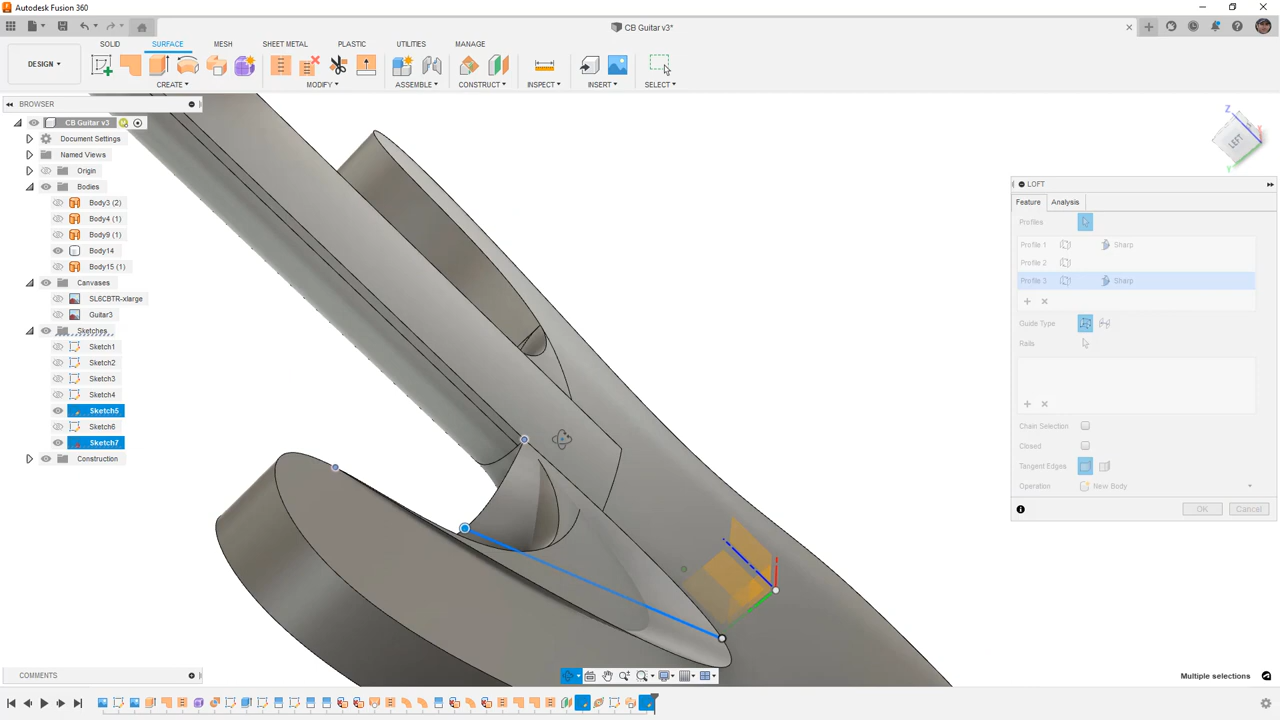 Autodesk Fusion 360
CB Guitar v3*
SOLID SURFACE MESH SHEET METAL PLASTIC UTILITIES MANAGE
DESIGN
CREATE MODIFY ASSEMBLE CONSTRUCT INSPECT INSERT SELECT
BROWSER
CB Guitar v3
Document Settings
Named Views
Origin
Bodies
Body3 (2)
Body4 (1)
Body9 (1)
Body14
Body15 (1)
Canvases
SL6CBTR-xlarge
Guitar3
Sketches
Sketch1
Sketch2
Sketch3
Sketch4
Sketch5
Sketch6
Sketch7
Construction
Z
LEFT
Y
LOFT
Feature Analysis
Profiles
Profile 1 Sharp
Profile 2
Profile 3 Sharp
Guide Type
Rails
Chain Selection
Closed
Tangent Edges
Operation New Body
OK Cancel
COMMENTS
Multiple selections